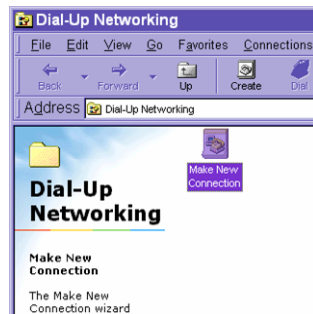 Dial-Up Networking
File Edit View Go Favorites Connections
Back Forward Up Create Dial
Address Dial-Up Networking
Make New
Connection
Dial-Up
Networking
Make New
Connection
The Make New
Connection wizard